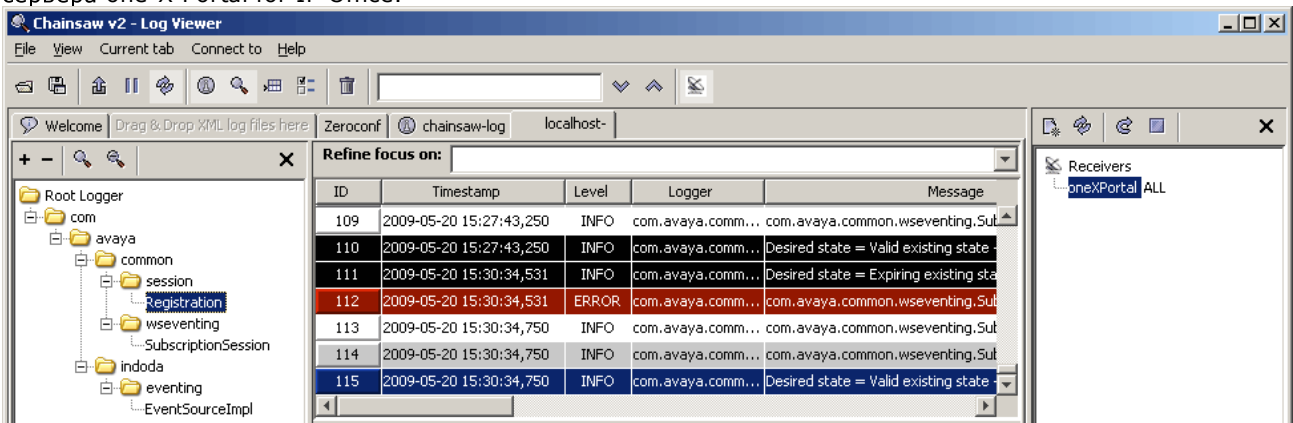 сервера one-X Portal for IP Office.
Chainsaw v2 - Log Viewer
File View Current tab Connect to Help
Welcome Drag & Drop XML log files here Zeroconf chainsaw-log localhost-
Refine focus on:
Root Logger
com
avaya
common
session
Registration
wseventing
SubscriptionSession
indoda
eventing
EventSourceImpl
ID Timestamp Level Logger Message
109 2009-05-20 15:27:43,250 INFO com.avaya.comm... com.avaya.common.wseventing.Sub
110 2009-05-20 15:27:43,250 INFO com.avaya.comm... Desired state = Valid existing state -
111 2009-05-20 15:30:34,531 INFO com.avaya.comm... Desired state = Expiring existing sta
112 2009-05-20 15:30:34,531 ERROR com.avaya.comm... com.avaya.common.wseventing.Sub
113 2009-05-20 15:30:34,750 INFO com.avaya.comm... com.avaya.common.wseventing.Sub
114 2009-05-20 15:30:34,750 INFO com.avaya.comm... com.avaya.common.wseventing.Sub
115 2009-05-20 15:30:34,750 INFO com.avaya.comm... Desired state = Valid existing state -
Receivers
oneXPortal ALL